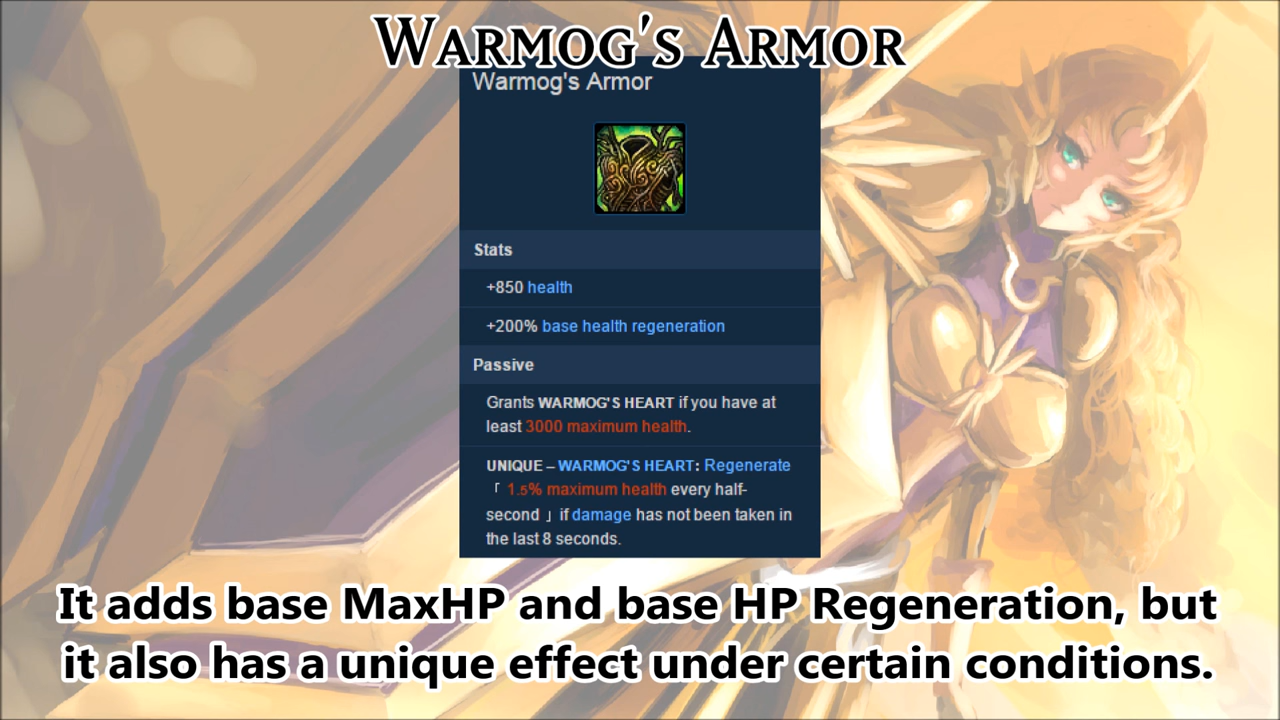 Warmog's Armor
Warmog's Armor
Stats
+850 health
+200% base health regeneration
Passive
Grants WARMOG'S HEART if you have at
least 3000 maximum health.
UNIQUE – WARMOG'S HEART: Regenerate
「 1.5% maximum health every half-
second 」 if damage has not been taken in
the last 8 seconds.
It adds base MaxHP and base HP Regeneration, but
it also has a unique effect under certain conditions.